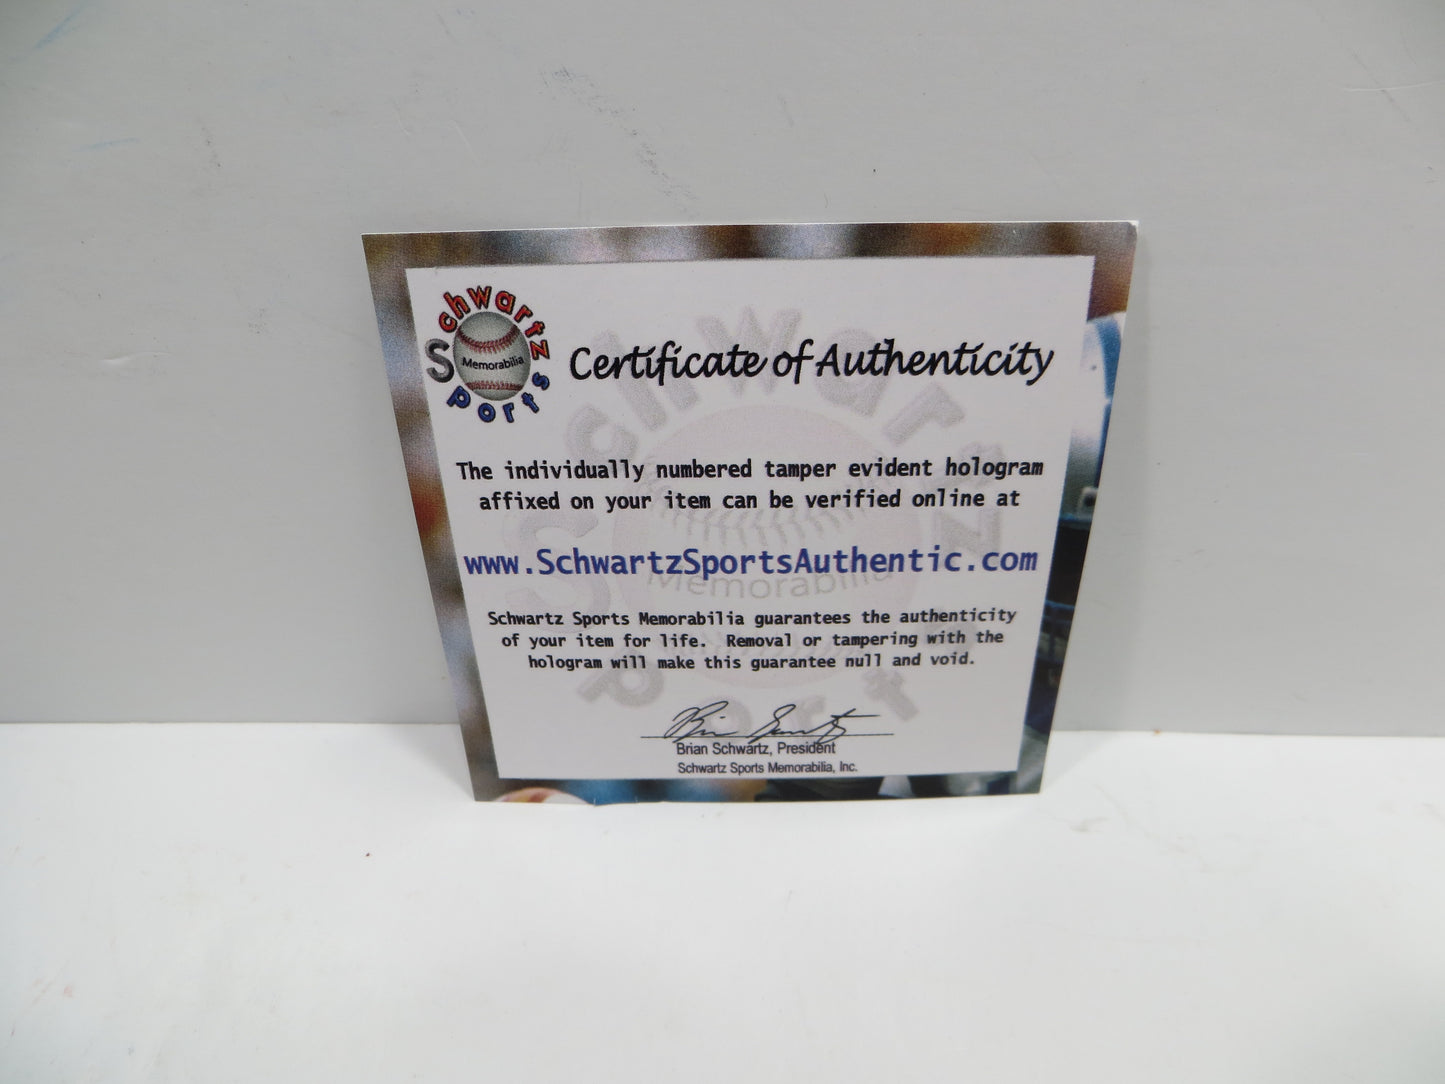 Schwartz
Sports
Memorabilia
Certificate of Authenticity
The individually numbered tamper evident hologram
affixed on your item can be verified online at
www.SchwartzSportsAuthentic.com
Schwartz Sports Memorabilia guarantees the authenticity
of your item for life. Removal or tampering with the
hologram will make this guarantee null and void.
Brian Schwartz, President
Schwartz Sports Memorabilia, Inc.